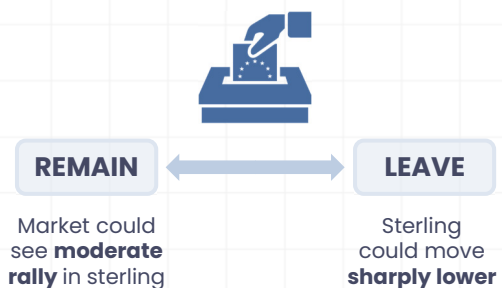 REMAIN
LEAVE
Market could
see moderate
rally in sterling
Sterling
could move
sharply lower